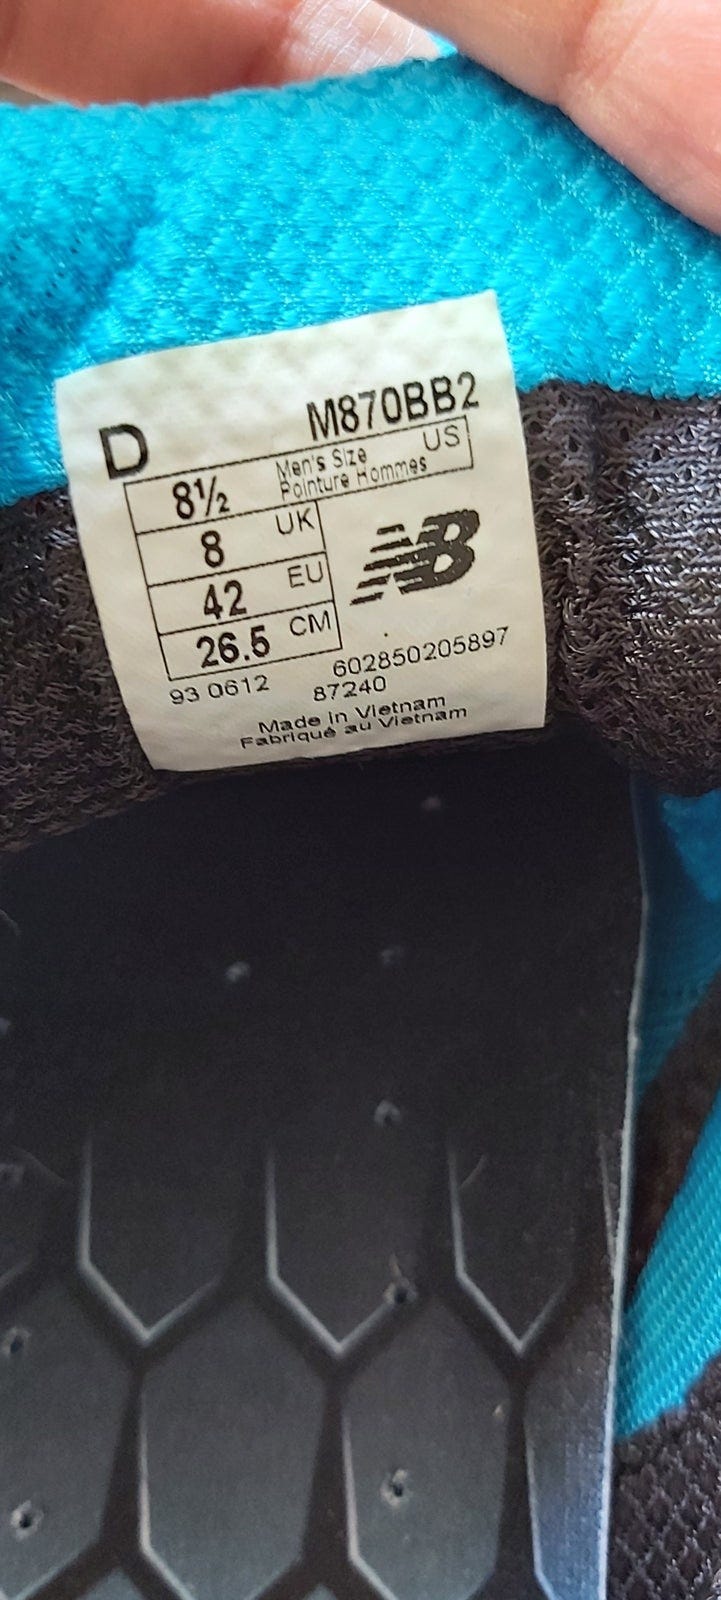 D M870BB2
8½ Men's Size US
Pointure Hommes
8 UK
42 EU
26.5 CM
NB
93 0612 602850205897
87240
Made in Vietnam
Fabriqué au Vietnam